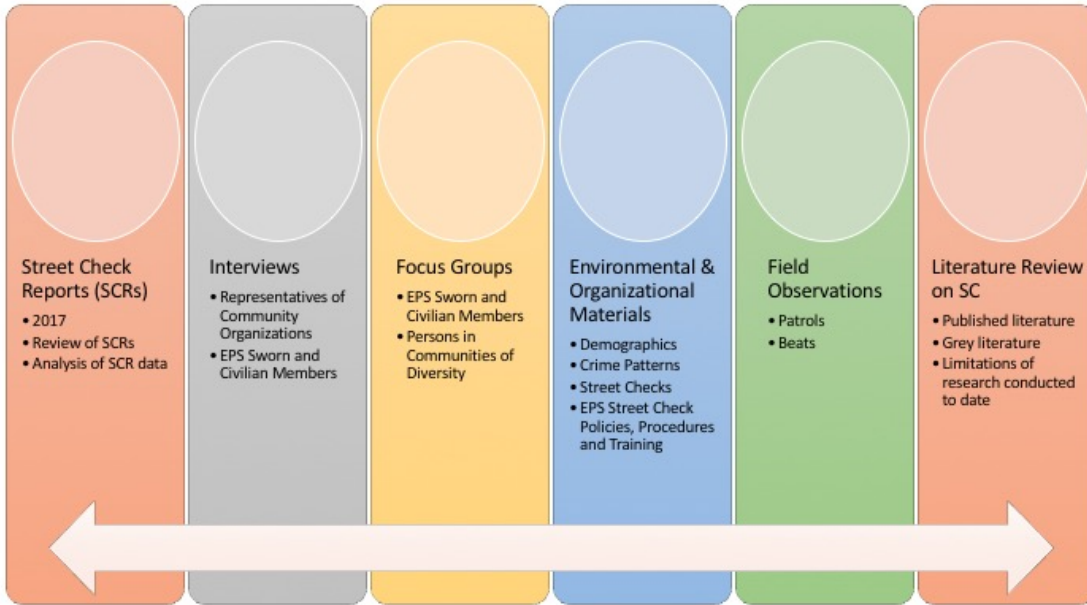 Street Check
Reports (SCRs)
• 2017
• Review of SCRs
• Analysis of SCR data
Interviews
• Representatives of
Community
Organizations
• EPS Sworn and
Civilian Members
Focus Groups
• EPS Sworn and
Civilian Members
• Persons in
Communities of
Diversity
Environmental &
Organizational
Materials
• Demographics
• Crime Patterns
• Street Checks
• EPS Street Check
Policies, Procedures
and Training
Field
Observations
• Patrols
• Beats
Literature Review
on SC
• Published literature
• Grey literature
• Limitations of
research conducted
to date